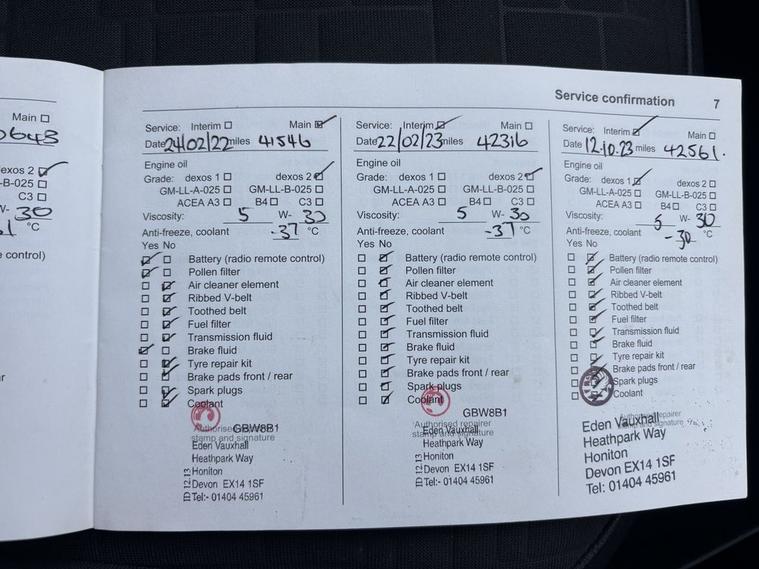 Service confirmation 7
Main
exos 2
-B-025
C3
W- 30
°C
e control)
Service: Interim Main
Date 24/02/22 miles 41546
Engine oil
Grade: dexos 1 dexos 2
GM-LL-A-025 GM-LL-B-025
ACEA A3 B4 C3
Viscosity: 5 W- 30
Anti-freeze, coolant -37 °C
Yes No
Battery (radio remote control)
Pollen filter
Air cleaner element
Ribbed V-belt
Toothed belt
Fuel filter
Transmission fluid
Brake fluid
Tyre repair kit
Brake pads front / rear
Spark plugs
Coolant
GBW8B1
stamp and signature
Eden Vauxhall
Heathpark Way
Honiton
Devon EX14 1SF
Tel:- 01404 45961
Service: Interim Main
Date 22/02/23 miles 42316
Engine oil
Grade: dexos 1 dexos 2
GM-LL-A-025 GM-LL-B-025
ACEA A3 B4 C3
Viscosity: 5 W- 30
Anti-freeze, coolant -37 °C
Yes No
Battery (radio remote control)
Pollen filter
Air cleaner element
Ribbed V-belt
Toothed belt
Fuel filter
Transmission fluid
Brake fluid
Tyre repair kit
Brake pads front / rear
Spark plugs
Coolant
GBW8B1
Authorised repairer
stamp and signature
Eden Vauxhall
Heathpark Way
Honiton
Devon EX14 1SF
Tel:- 01404 45961
Service: Interim Main
Date 12.10.23 miles 42561.
Engine oil
Grade: dexos 1 dexos 2
GM-LL-A-025 GM-LL-B-025
ACEA A3 B4 C3
Viscosity: 5 W- 30
Anti-freeze, coolant -30 °C
Yes No
Battery (radio remote control)
Pollen filter
Air cleaner element
Ribbed V-belt
Toothed belt
Fuel filter
Transmission fluid
Brake fluid
Tyre repair kit
Brake pads front / rear
Spark plugs
Coolant
Authorised repairer
Eden Vauxhall
Heathpark Way
Honiton
Devon EX14 1SF
Tel: 01404 45961